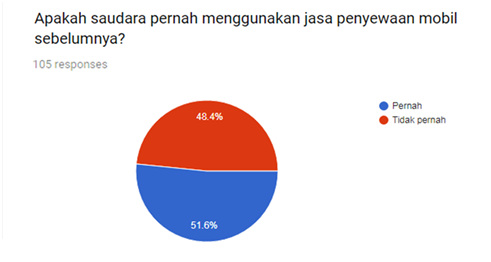 Apakah saudara pernah menggunakan jasa penyewaan mobil
sebelumnya?
105 responses
Pernah
Tidak pernah
48.4%
51.6%